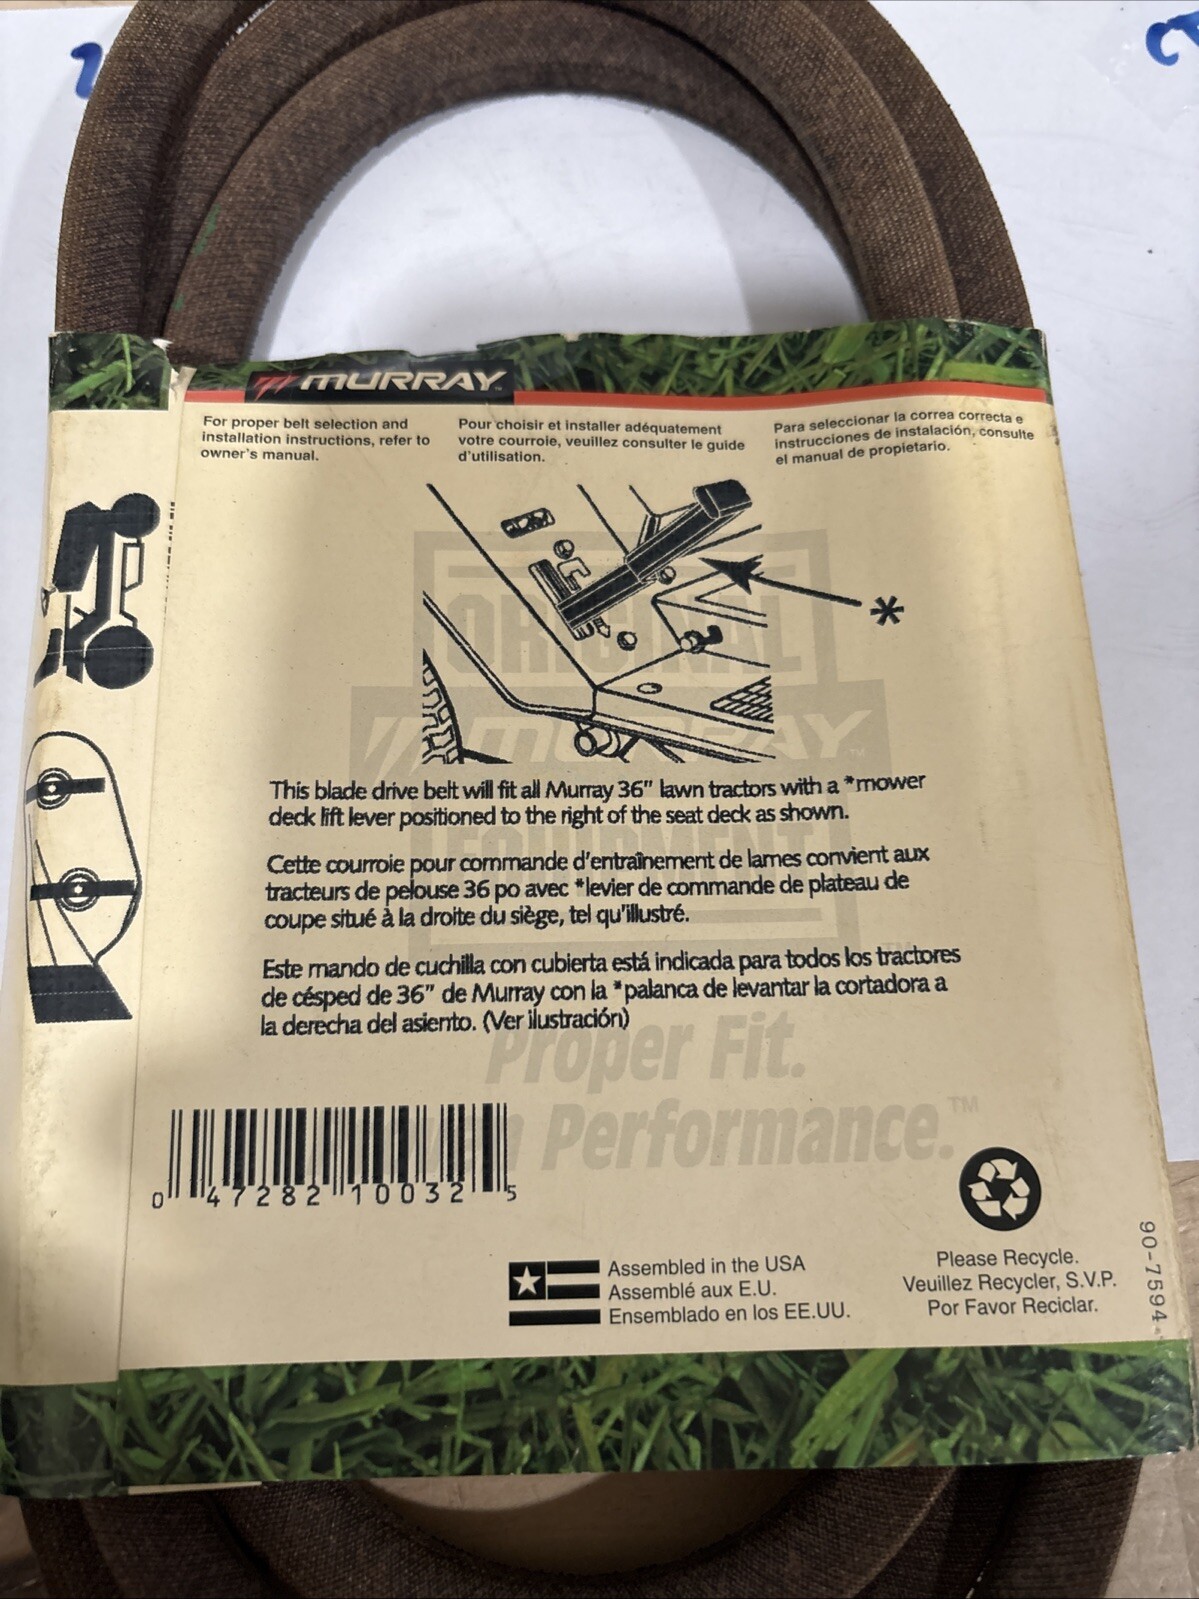 MURRAY
For proper belt selection and
installation instructions, refer to
owner's manual.
Pour choisir et installer adéquatement
votre courroie, veuillez consulter le guide
d'utilisation.
Para seleccionar la correa correcta e
instrucciones de instalación, consulte
el manual de propietario.
*
ORIGINAL
MURRAY™
EQUIPMENT
This blade drive belt will fit all Murray 36" lawn tractors with a *mower
deck lift lever positioned to the right of the seat deck as shown.
Cette courroie pour commande d'entraînement de lames convient aux
tracteurs de pelouse 36 po avec *levier de commande de plateau de
coupe situé à la droite du siège, tel qu'illustré.
Este mando de cuchilla con cubierta está indicada para todos los tractores
de césped de 36" de Murray con la *palanca de levantar la cortadora a
la derecha del asiento. (Ver ilustración)
Proper Fit.
Performance.™
0 47282 10032 5
Assembled in the USA
Assemblé aux E.U.
Ensemblado en los EE.UU.
Please Recycle.
Veuillez Recycler, S.V.P.
Por Favor Reciclar.
90-7594